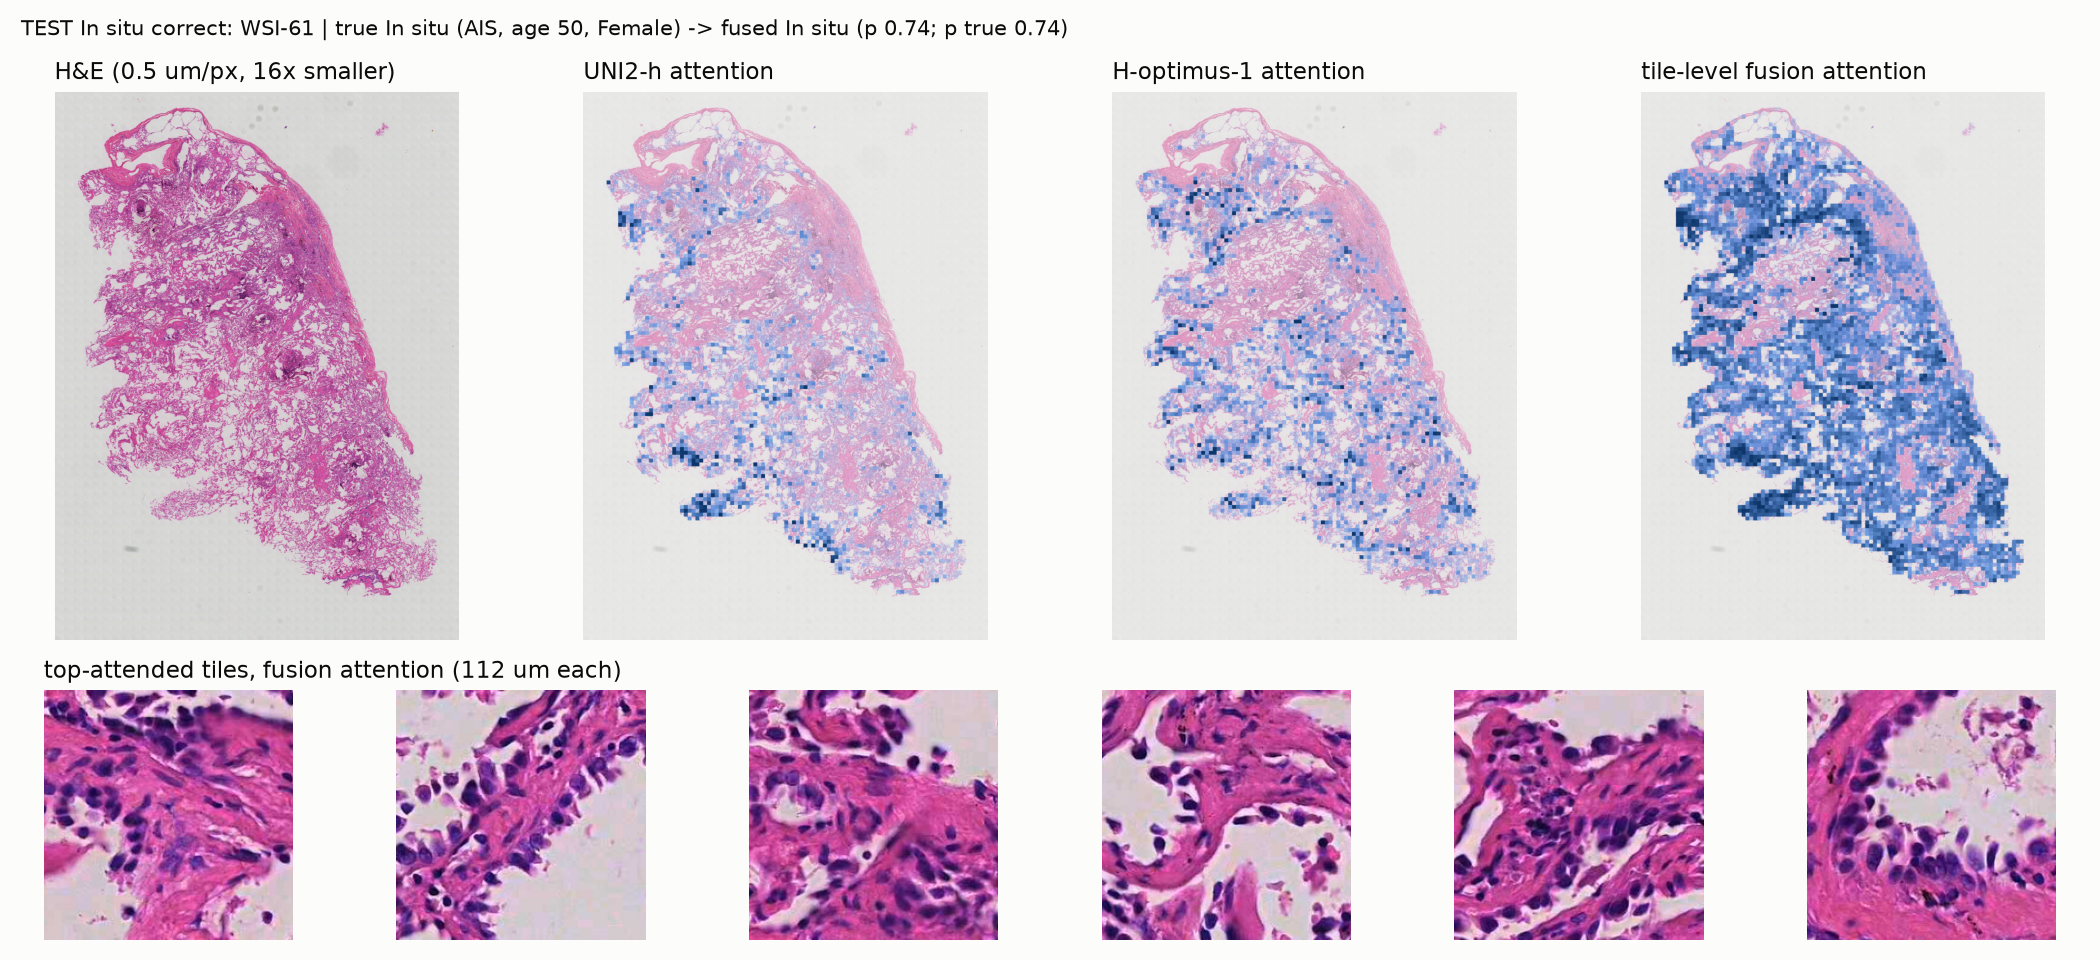 TEST In situ correct: WSI-61 | true In situ (AIS, age 50, Female) -> fused In situ (p 0.74; p true 0.74)
H&E (0.5 um/px, 16x smaller)
UNI2-h attention
H-optimus-1 attention
tile-level fusion attention
top-attended tiles, fusion attention (112 um each)